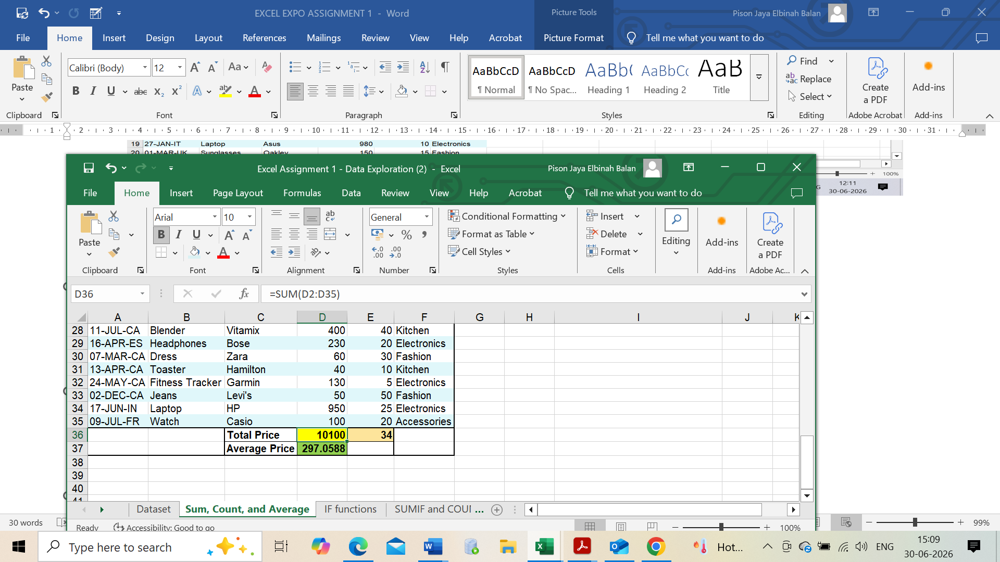 EXCEL EXPO ASSIGNMENT 1 - Word
Picture Tools
Pison Jaya Elbinah Balan
File Home Insert Design Layout References Mailings Review View Help Acrobat Picture Format Tell me what you want to do
Paste
Calibri (Body) 12
Aa
B I U abc X₂ X² A ab A
AaBbCcD AaBbCcD AaBb( AaBbCc AaB
¶ Normal ¶ No Spac... Heading 1 Heading 2 Title
Find
Replace
Select
Create a PDF
Add-ins
Clipboard Font Paragraph Styles Editing Adobe Acrobat Add-ins
1 2 3 4 5 6 7 8 9 10 11 12 13 14 15 16 17 18 19 20 21 22 23 24 25 26 27 28 29 30 31
19 27-JAN-IT Laptop Asus 980 10 Electronics
20 01-MAR-UK Sunglasses Oakley 150 15 Fashion
100%
G 12:11
30-06-2026
Excel Assignment 1 - Data Exploration (2) - Excel
Pison Jaya Elbinah Balan
File Home Insert Page Layout Formulas Data Review View Help Acrobat Tell me what you want to do
Paste
Arial 10
B I U A A
ab
General
% ,
Conditional Formatting
Format as Table
Cell Styles
Insert
Delete
Format
Editing
Add-ins
Create a PDF
Clipboard Font Alignment Number Styles Cells Add-ins Adobe Ac...
D36 fx =SUM(D2:D35)
A B C D E F G H I J K
28 11-JUL-CA Blender Vitamix 400 40 Kitchen
29 16-APR-ES Headphones Bose 230 20 Electronics
30 07-MAR-CA Dress Zara 60 30 Fashion
31 13-APR-CA Toaster Hamilton 40 10 Kitchen
32 24-MAY-CA Fitness Tracker Garmin 130 5 Electronics
33 02-DEC-CA Jeans Levi's 50 50 Fashion
34 17-JUN-IN Laptop HP 950 25 Electronics
35 09-JUL-FR Watch Casio 100 20 Accessories
36 Total Price 10100 34
37 Average Price 297.0588
38
39
40
41
Dataset Sum, Count, and Average IF functions SUMIF and COUI ...
30 words
99%
Ready Accessibility: Good to go 100%
Type here to search
Hot...
ENG
15:09
30-06-2026